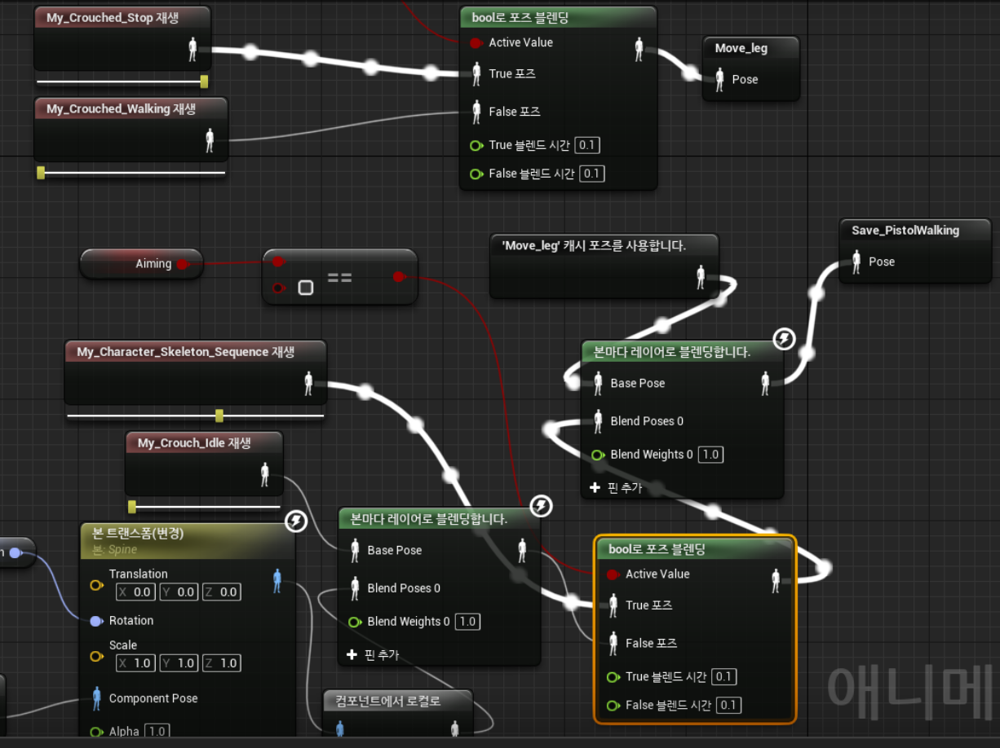 My_Crouched_Stop 재생
My_Crouched_Walking 재생
bool로 포즈 블렌딩
Active Value
True 포즈
False 포즈
True 블렌드 시간 0.1
False 블렌드 시간 0.1
Move_leg
Pose
Aiming
==
'Move_leg' 캐시 포즈를 사용합니다.
Save_PistolWalking
Pose
My_Character_Skeleton_Sequence 재생
본마다 레이어로 블렌딩합니다.
Base Pose
Blend Poses 0
Blend Weights 0 1.0
+ 핀 추가
My_Crouch_Idle 재생
본 트랜스폼(변경)
본: Spine
Translation
X 0.0 Y 0.0 Z 0.0
Rotation
Scale
X 1.0 Y 1.0 Z 1.0
Component Pose
Alpha 1.0
본마다 레이어로 블렌딩합니다.
Base Pose
Blend Poses 0
Blend Weights 0 1.0
+ 핀 추가
컴포넌트에서 로컬로
bool로 포즈 블렌딩
Active Value
True 포즈
False 포즈
True 블렌드 시간 0.1
False 블렌드 시간 0.1
애니메